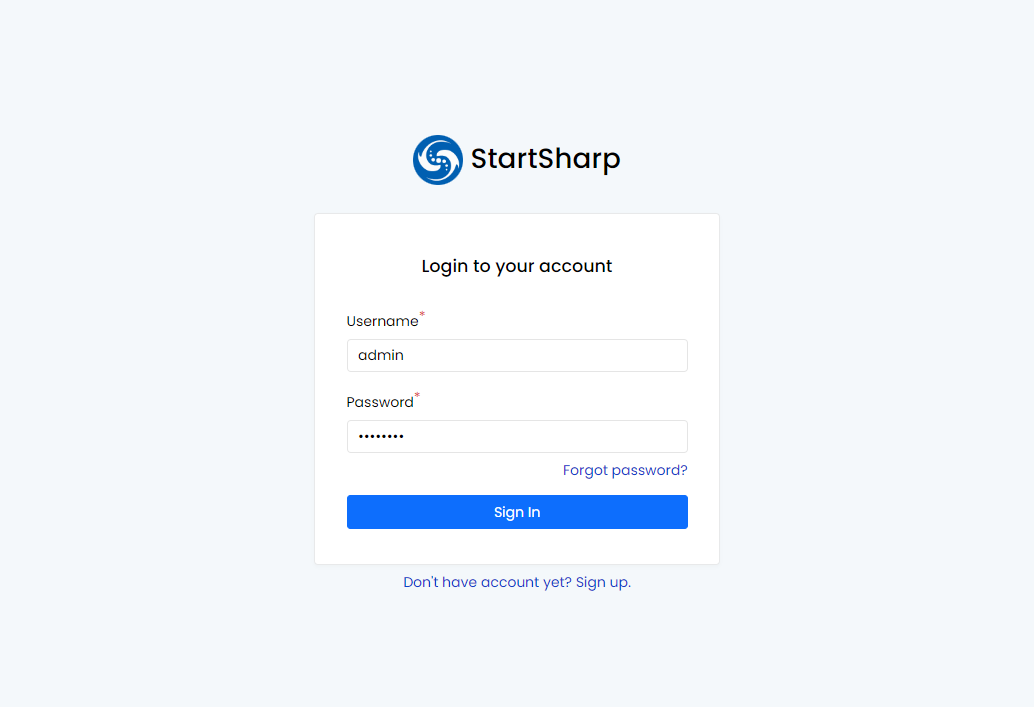 StartSharp
Login to your account
Username*
admin
Password*
••••••••
Forgot password?
Sign In
Don't have account yet? Sign up.